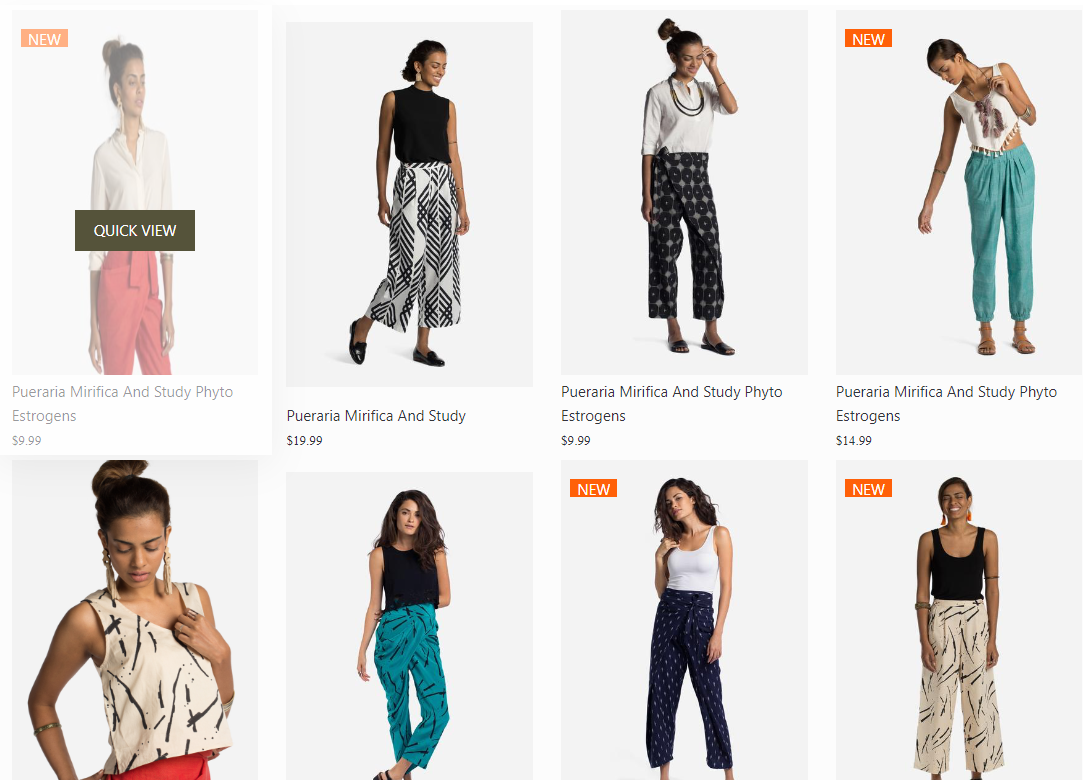 NEW
NEW
QUICK VIEW
Pueraria Mirifica And Study Phyto
Estrogens
$9.99
Pueraria Mirifica And Study
$19.99
Pueraria Mirifica And Study Phyto
Estrogens
$9.99
Pueraria Mirifica And Study Phyto
Estrogens
$14.99
NEW
NEW